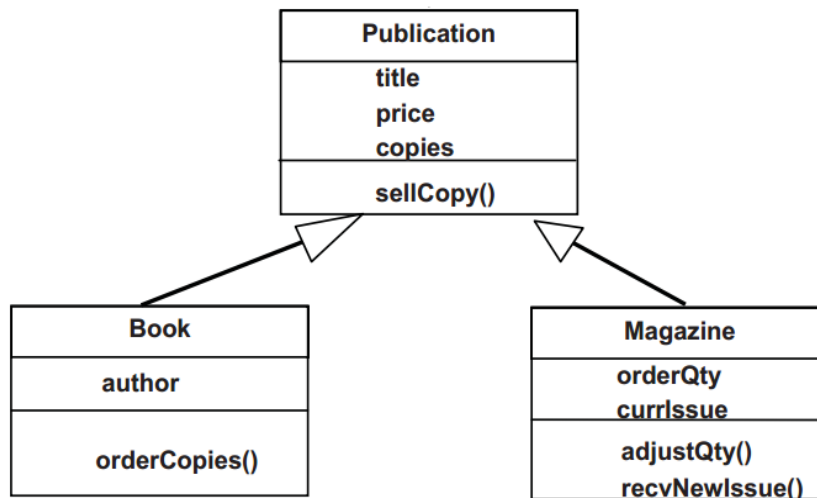 Publication
title
price
copies
sellCopy()
Book
author
orderCopies()
Magazine
orderQty
currIssue
adjustQty()
recvNewIssue()